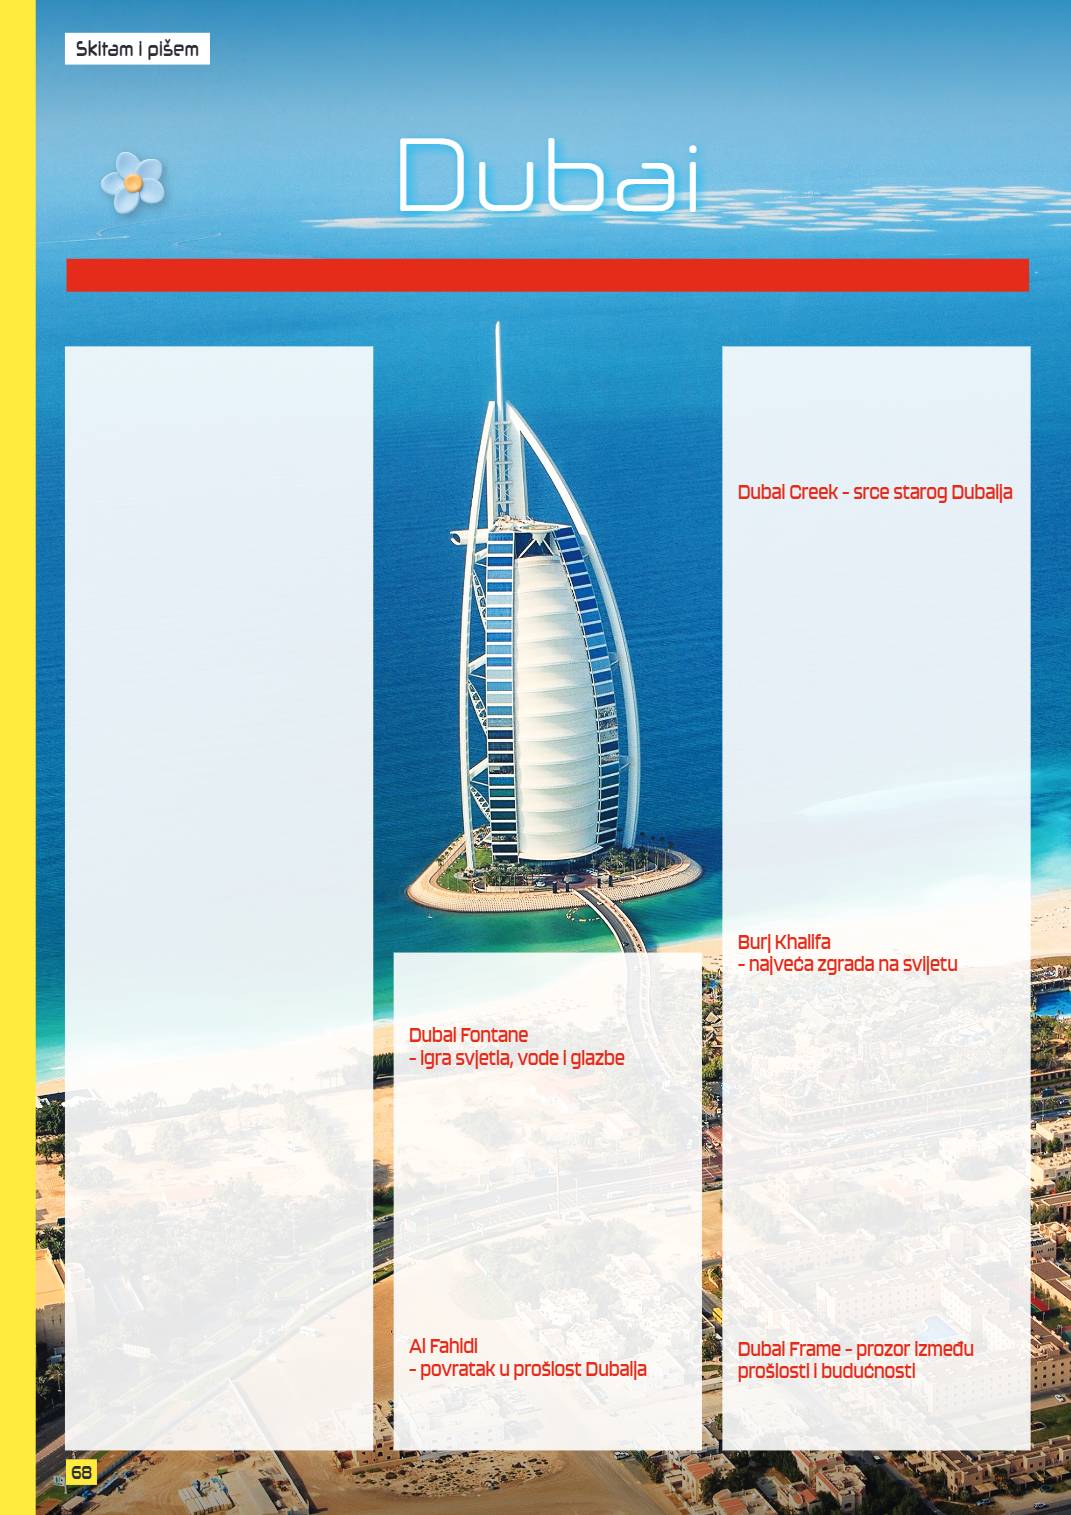 Skitam i pišem
Dubai
Dubai Fontane
- igra svjetla, vode i glazbe
Al Fahidi
- povratak u prošlost Dubaija
Dubai Creek - srce starog Dubaija
Burj Khalifa
- najveća zgrada na svijetu
Dubai Frame - prozor između
prošlosti i budućnosti
68